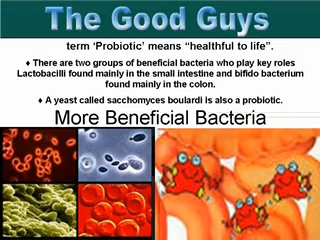 The Good Guys
term ‘Probiotic’ means “healthful to life”.
♦ There are two groups of beneficial bacteria who play key roles
Lactobacilli found mainly in the small intestine and bifido bacterium
found mainly in the colon.
♦ A yeast called sacchomyces boulardi is also a probiotic.
More Beneficial Bacteria